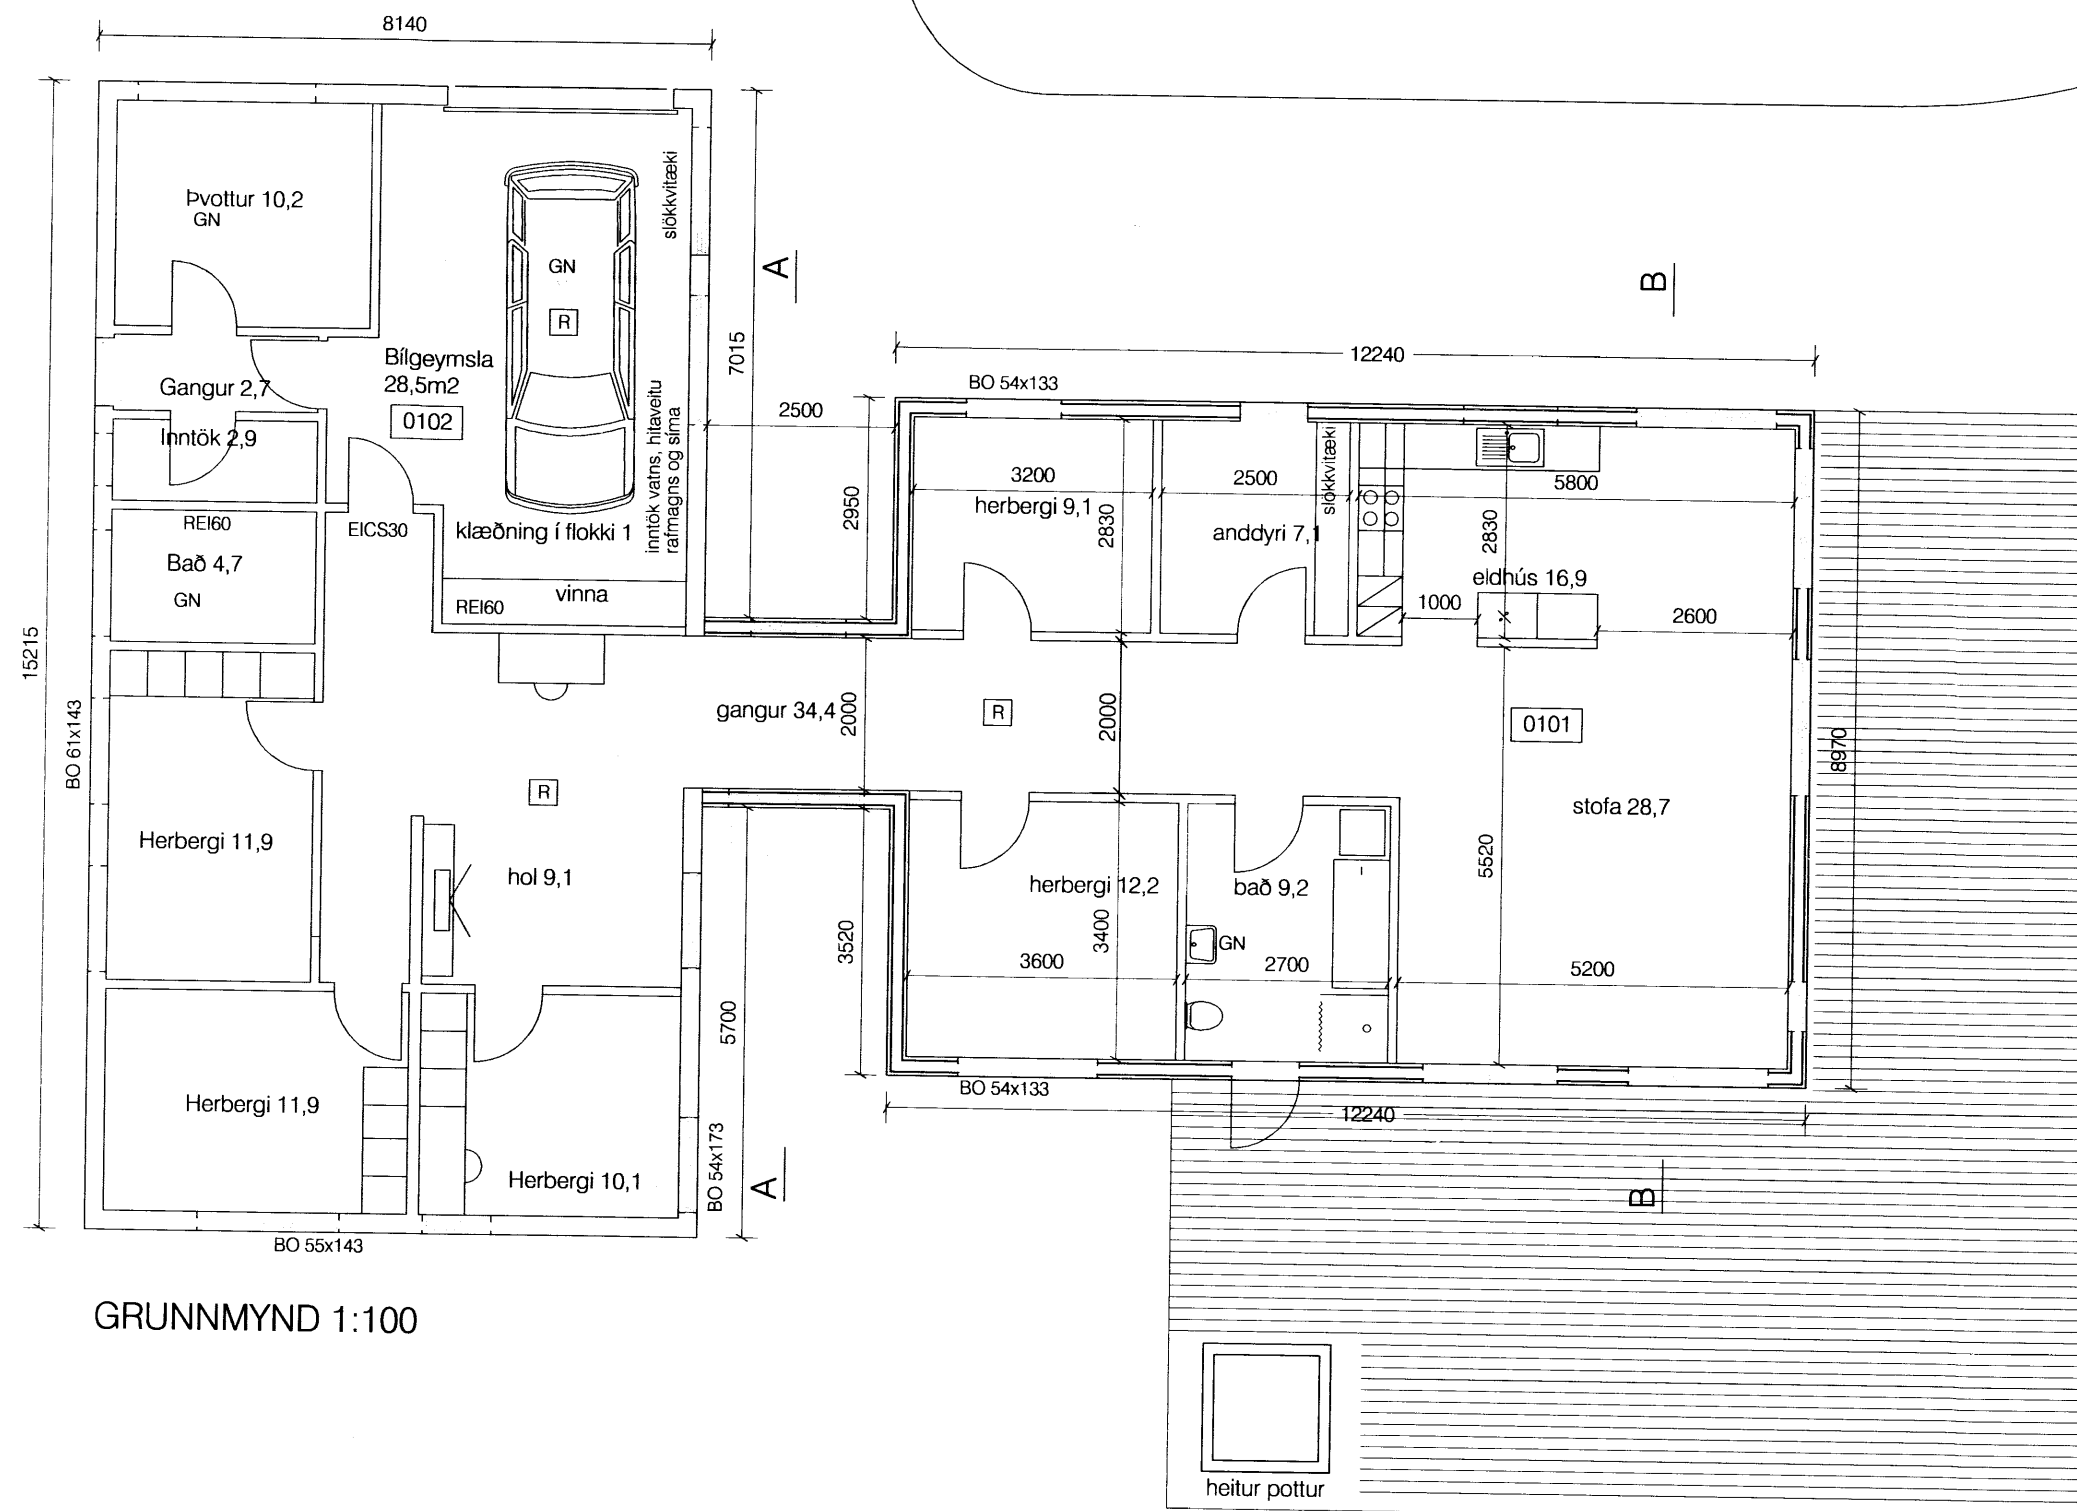 8140
15215
Þvottur 10,2
GN
slökkvitæki
GN
R
A
B
7015
Bílgeymsla
28,5m2
0102
Gangur 2,7
Inntök 2,9
12240
BO 54x133
2500
inntök vatns, hitaveitu
rafmagns og síma
2950
3200
herbergi 9,1
2830
2500
anddyri 7,1
slökkvitæki
5800
2830
eldhús 16,9
1000
2600
REI60
EICS30
klæðning í flokki 1
Bað 4,7
GN
vinna
REI60
BO 61x143
gangur 34,4
2000
R
2000
0101
8970
R
Herbergi 11,9
hol 9,1
stofa 28,7
herbergi 12,2
bað 9,2
5520
3520
3400
GN
3600
2700
5200
5700
BO 54x133
12240
Herbergi 11,9
Herbergi 10,1
BO 54x173
A
B
BO 55x143
GRUNNMYND 1:100
heitur pottur